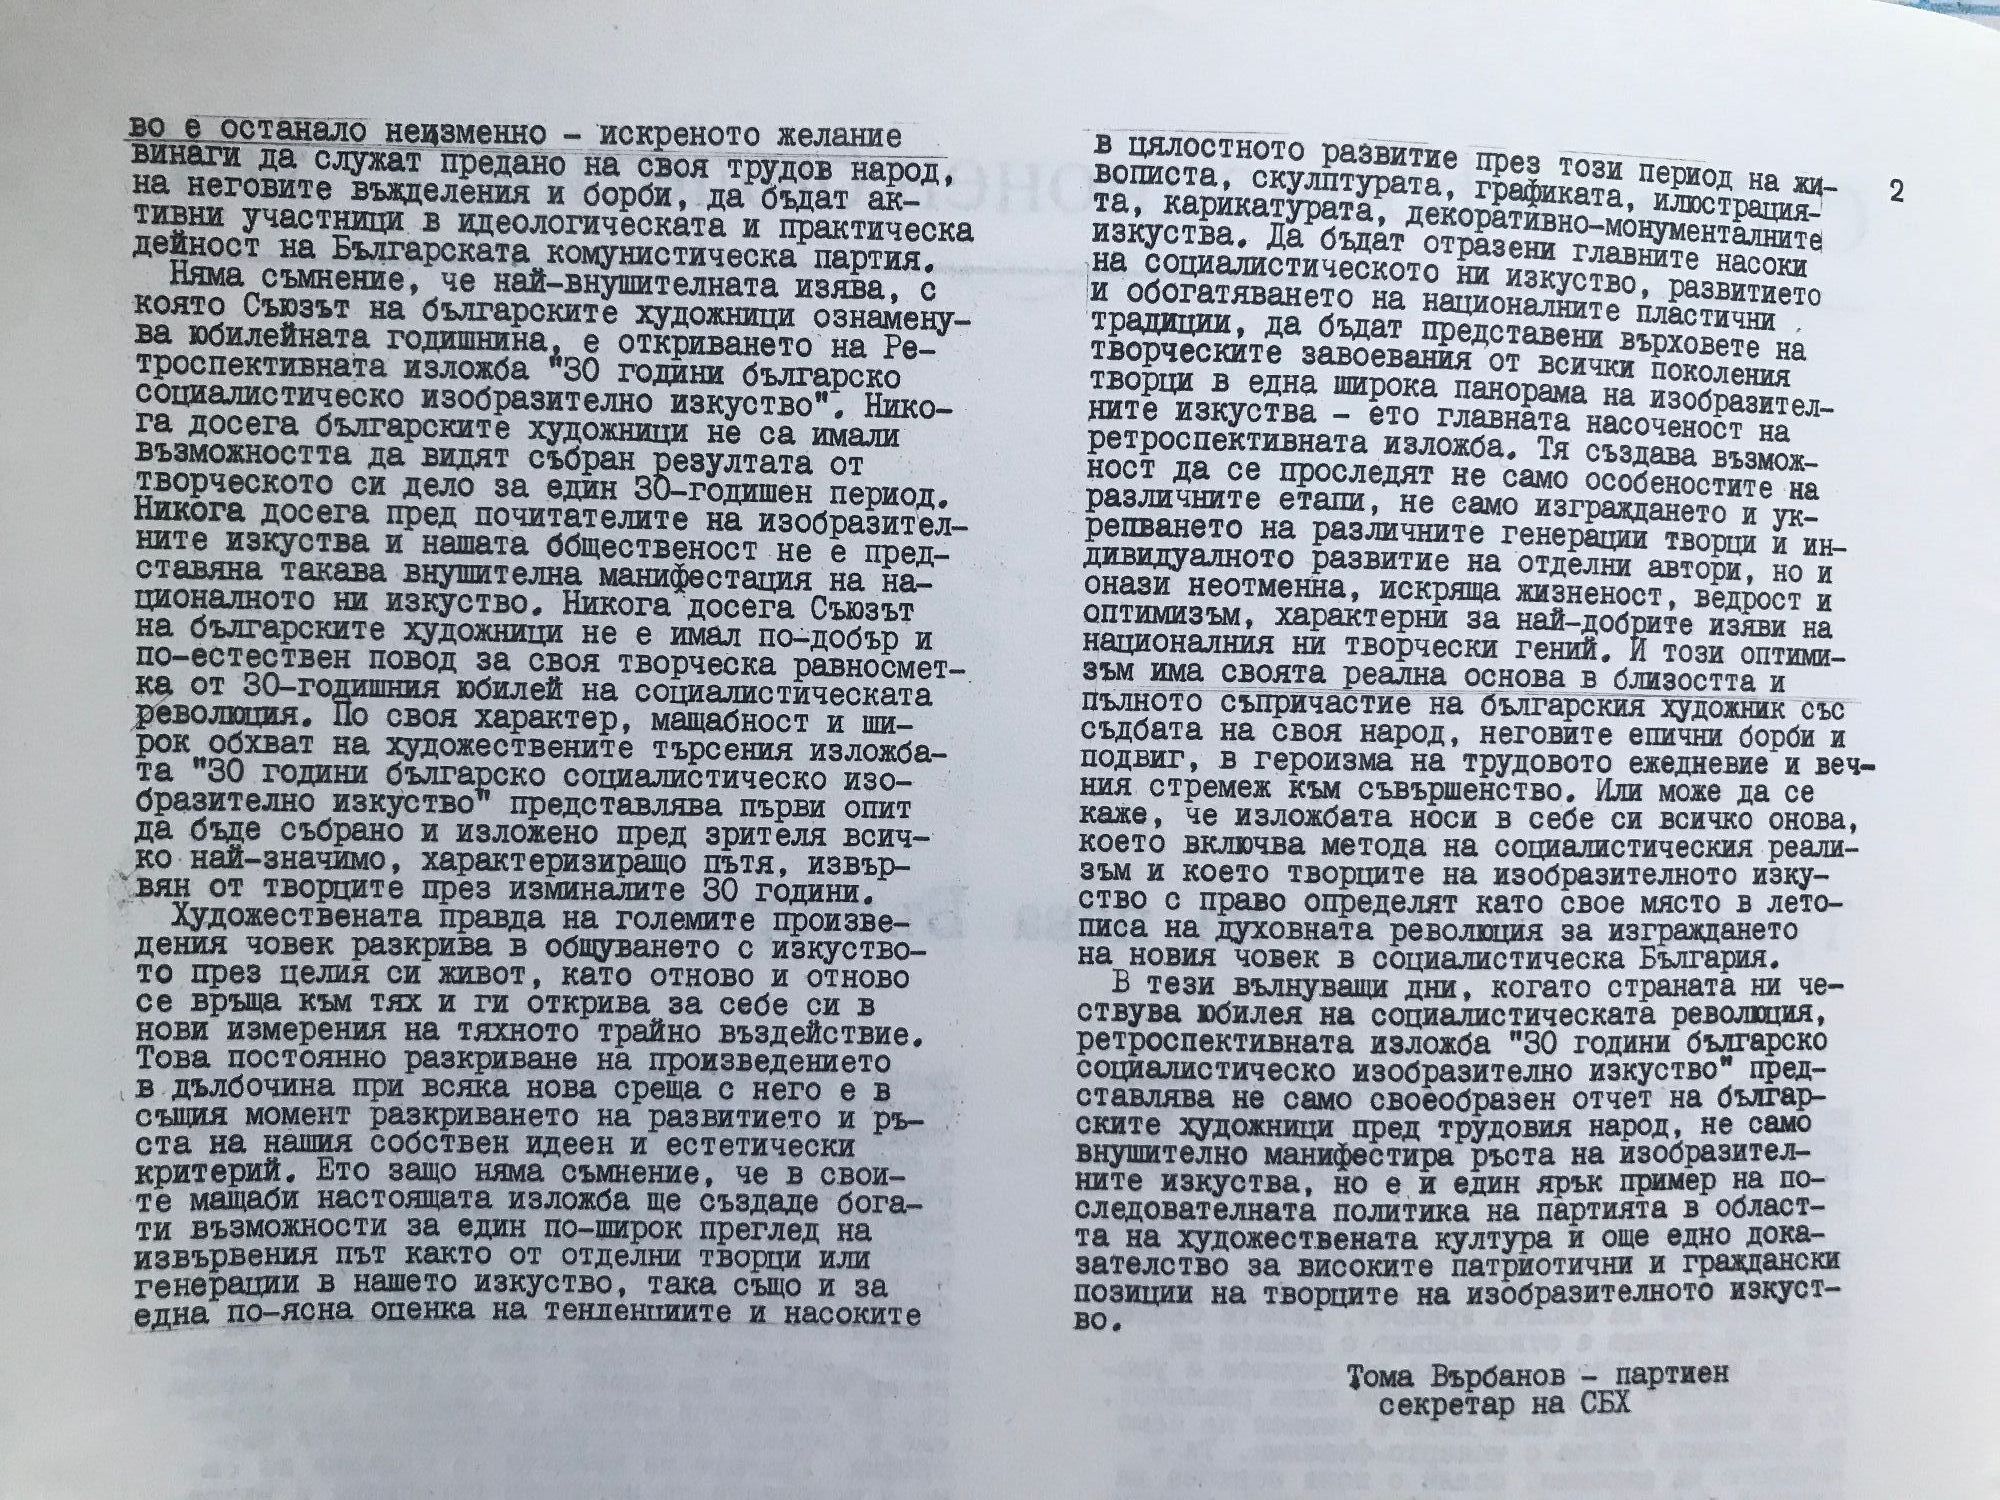 во е останало неизменно – искреното желание
винаги да служат предано на своя трудов народ,
на неговите въжделения и борби, да бъдат ак-
тивни участници в идеологическата и практическа
дейност на Българската комунистическа партия.
Няма съмнение, че най-внушителната изява, с
която Съюзът на българските художници ознамену-
ва юбилейната годишнина, е откриването на Ре-
троспективната изложба "30 години българско
социалистическо изобразително изкуство". Нико-
га досега българските художници не са имали
възможността да видят събран резултата от
творческото си дело за един 30-годишен период.
Никога досега пред почитателите на изобразител-
ните изкуства и нашата ббщественост не е пред-
ставяна такава внушителна манифестация на на-
ционалното ни изкуство. Никога досега Съюзът
на българските художници не е имал по-добър и
по-естествен повод за своя творческа равносмет-
ка от 30-годишния юбилей на социалистическата
революция. По своя характер, мащабност и ши-
рок обхват на художествените търсения изложба-
та "30 години българско социалистическо изо-
бразително изкуство" представлява първи опит
да бъде събрано и изложено пред зрителя всич-
ко най-значимо, характеризиращо пътя, извър-
вян от творците през изминалите 30 години.
Художествената правда на големите произве-
дения човек разкрива в общуването с изкуство-
то през целия си живот, като отново и отново
се връща към тях и ги открива за себе си в
нови измерения на тяхното трайно въздействие.
Това постоянно разкриване на произведението
в дълбочина при всяка нова среща с него е в
същия момент разкриването на развитието и ръ-
ста на нашия собствен идеен и естетически
критерий. Ето защо няма съмнение, че в свои-
те мащаби настоящата изложба ще създаде бога-
ти възможности за един по-широк преглед на
извървения път както от отделни творци или
генерации в нашето изкуство, така също и за
една по-ясна оценка на тенденциите и насоките
в цялостното развитие през този период на жи-
вописта, скулптурата, графиката, илюстрация-
та, карикатурата, декоративно-монументалните
изкуства. Да бъдат отразени главните насоки
на социалистическото ни изкуство, развитието
и обогатяването на националните пластични
традиции, да бъдат представени върховете на
творческите завоевания от всички поколения
творци в една широка панорама на изобразител-
ните изкуства – ето главната насоченост на
ретроспективната изложба. Тя създава възмож-
ност да се проследят не само особеностите на
различните етапи, не само изграждането и ук-
репването на различните генерации творци и ин-
дивидуалното развитие на отделни автори, но и
онази неотменна, искряща жизненост, ведрост и
оптимизъм, характерни за най-добрите изяви на
националния ни творчески гений. И този оптими-
зъм има своята реална основа в близостта и
пълното съпричастие на българския художник със
съдбата на своя народ, неговите епични борби и
подвиг, в героизма на трудовото ежедневие и веч-
ния стремеж към съвършенство. Или може да се
каже, че изложбата носи в себе си всичко онова,
което включва метода на социалистическия реали-
зъм и което творците на изобразителното изку-
ство с право определят като свое място в лето-
писа на духовната революция за изграждането
на новия човек в социалистическа България.
В тези вълнуващи дни, когато страната ни че-
ствува юбилея на социалистическата революция,
ретроспективната изложба "30 години българско
социалистическо изобразително изкуство" пред-
ставлява не само своеобразен отчет на българ-
ските художници пред трудовия народ, не само
внушително манифестира ръста на изобразител-
ните изкуства, но е и един ярък пример на по-
следователната политика на партията в област-
та на художествената култура и още едно дока-
зателство за високите патриотични и граждански
позиции на творците на изобразителното изкуст-
во.
Тома Върбанов – партиен
секретар на СБХ
2